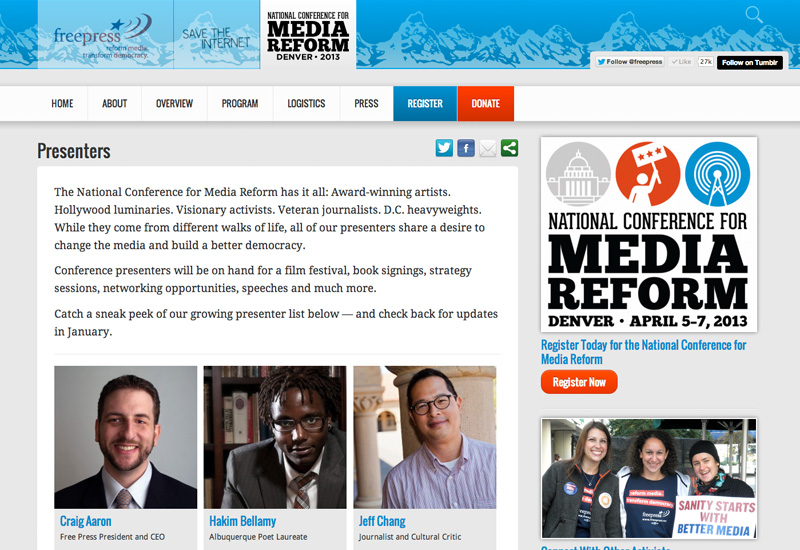 freepress
reform media.
transform democracy.
SAVE THE
INTERNET
NATIONAL CONFERENCE FOR
MEDIA
REFORM
DENVER • 2013
Follow @freepress
Like
27k
Follow on Tumblr
HOME
ABOUT
OVERVIEW
PROGRAM
LOGISTICS
PRESS
REGISTER
DONATE
Presenters
The National Conference for Media Reform has it all: Award-winning artists.
Hollywood luminaries. Visionary activists. Veteran journalists. D.C. heavyweights.
While they come from different walks of life, all of our presenters share a desire to
change the media and build a better democracy.
Conference presenters will be on hand for a film festival, book signings, strategy
sessions, networking opportunities, speeches and much more.
Catch a sneak peek of our growing presenter list below — and check back for updates
in January.
Craig Aaron
Free Press President and CEO
Hakim Bellamy
Albuquerque Poet Laureate
Jeff Chang
Journalist and Cultural Critic
NATIONAL CONFERENCE FOR
MEDIA
REFORM
DENVER • APRIL 5-7, 2013
Register Today for the National Conference for
Media Reform
Register Now
reform media.
transform democracy.
freepress
SANITY STARTS
WITH
BETTER MEDIA
Connect With Other Activists